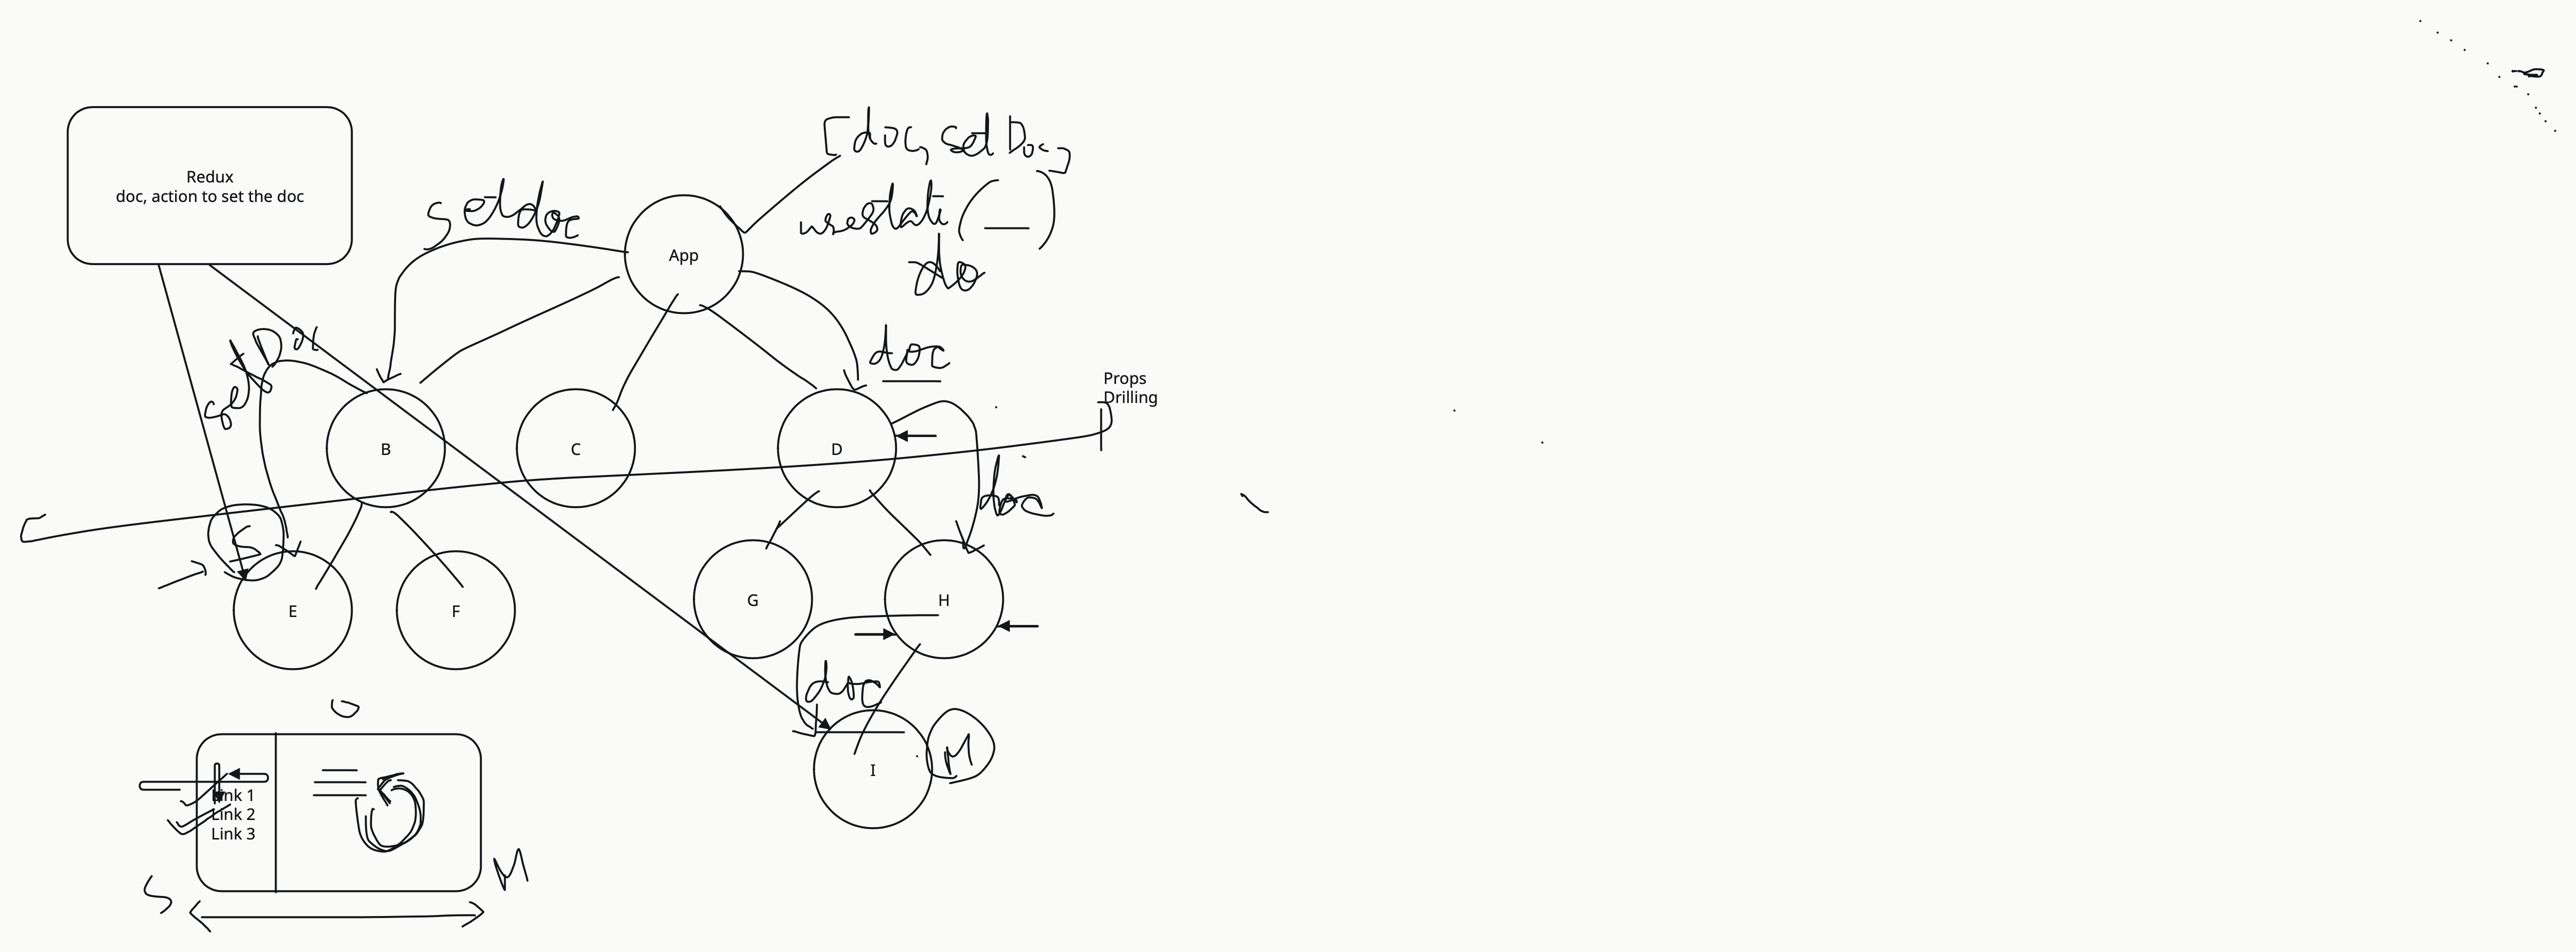 [doc, setDoc]
Redux
doc, action to set the doc
setdoc
usestate(__)
App
do
setDoc
doc
Props
Drilling
B
C
D
doc
S
E
F
G
H
doc
I
M
Link 1
Link 2
Link 3
S
M